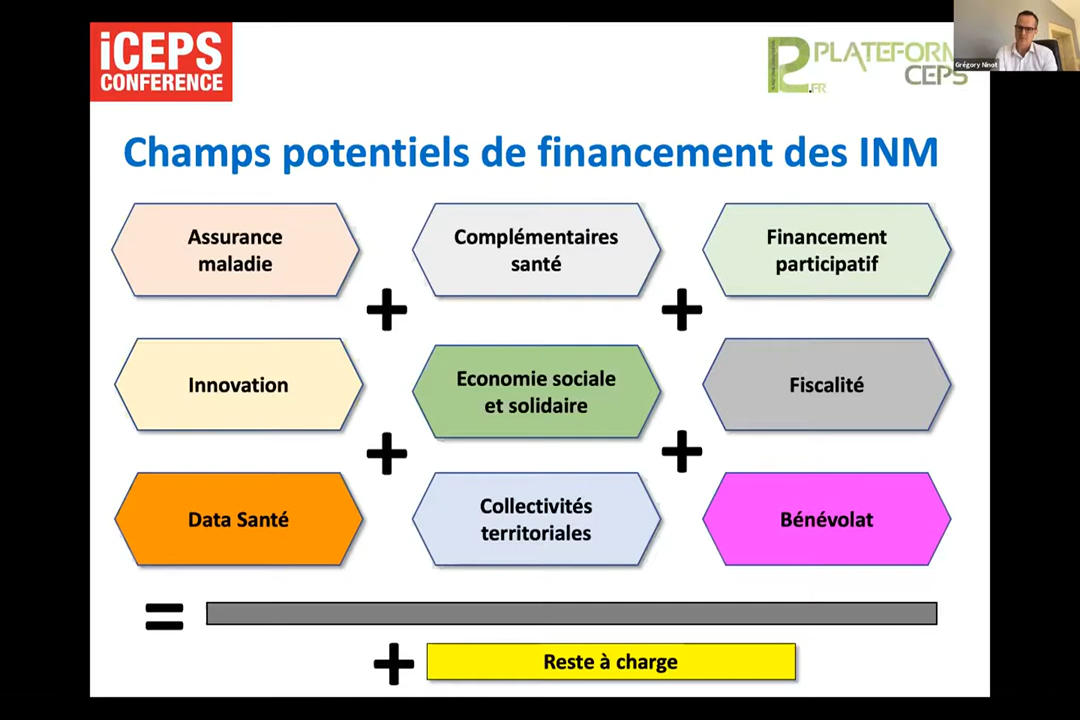 iCEPS
CONFERENCE
PLATEFORM
CEPS
.FR
Grégory Ninot
Champs potentiels de financement des INM
Assurance
maladie
Complémentaires
santé
Financement
participatif
Innovation
Economie sociale
et solidaire
Fiscalité
Data Santé
Collectivités
territoriales
Bénévolat
Reste à charge